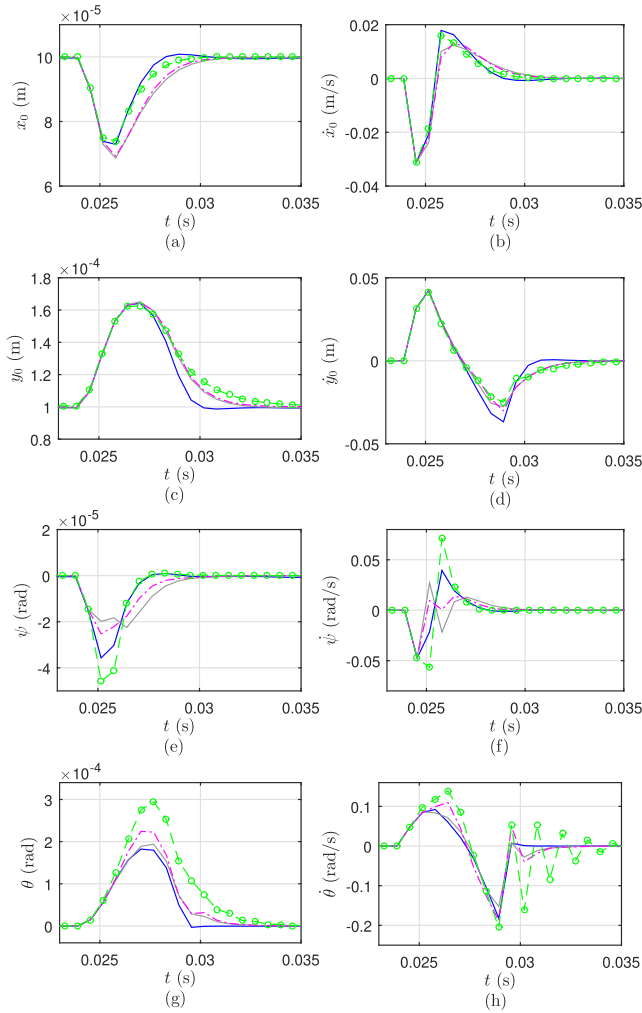 × 10⁻⁵
10
8
6
x₀ (m)
0.025 0.03 0.035
t (s)
(a)
0.02
0
-0.02
-0.04
ẋ₀ (m/s)
0.025 0.03 0.035
t (s)
(b)
× 10⁻⁴
1.8
1.6
1.4
1.2
1
0.8
y₀ (m)
0.025 0.03 0.035
t (s)
(c)
0.05
0
-0.05
ẏ₀ (m/s)
0.025 0.03 0.035
t (s)
(d)
× 10⁻⁵
2
0
-2
-4
ψ (rad)
0.025 0.03 0.035
t (s)
(e)
0.05
0
-0.05
ψ̇ (rad/s)
0.025 0.03 0.035
t (s)
(f)
× 10⁻⁴
3
2
1
0
θ (rad)
0.025 0.03 0.035
t (s)
(g)
0.1
0
-0.1
-0.2
θ̇ (rad/s)
0.025 0.03 0.035
t (s)
(h)